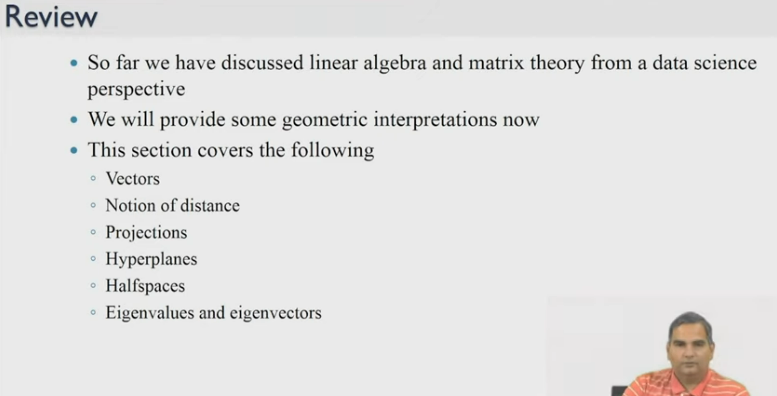 Review
So far we have discussed linear algebra and matrix theory from a data science
perspective
We will provide some geometric interpretations now
This section covers the following
Vectors
Notion of distance
Projections
Hyperplanes
Halfspaces
Eigenvalues and eigenvectors